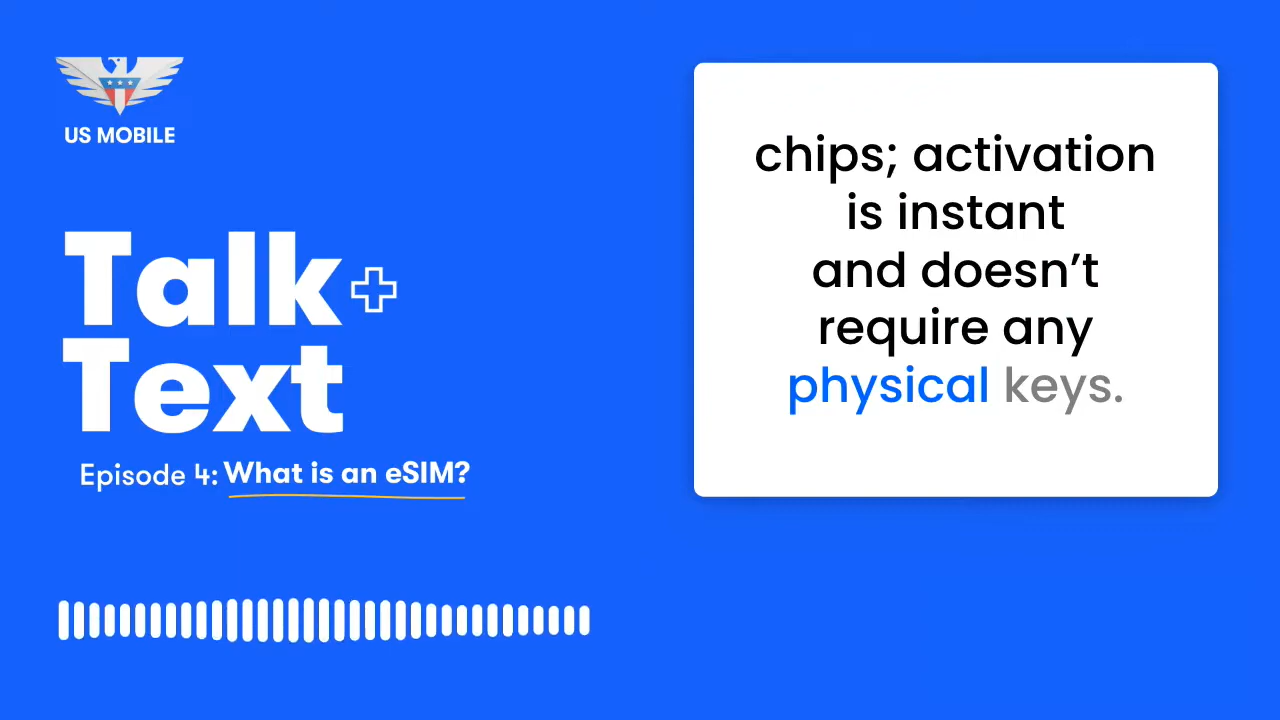 US MOBILE
Talk+
Text
Episode 4: What is an eSIM?
chips; activation
is instant
and doesn’t
require any
physical keys.